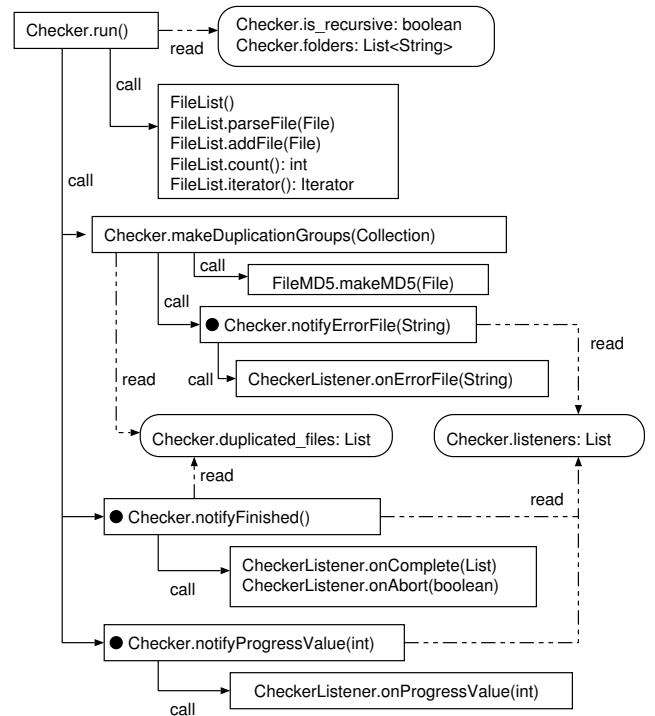 Checker.run()
read
Checker.is_recursive: boolean
Checker.folders: List<String>
call
FileList()
FileList.parseFile(File)
FileList.addFile(File)
FileList.count(): int
FileList.iterator(): Iterator
call
Checker.makeDuplicationGroups(Collection)
call
FileMD5.makeMD5(File)
call
Checker.notifyErrorFile(String)
read
read
call
CheckerListener.onErrorFile(String)
Checker.duplicated_files: List
Checker.listeners: List
read
read
Checker.notifyFinished()
call
CheckerListener.onComplete(List)
CheckerListener.onAbort(boolean)
Checker.notifyProgressValue(int)
call
CheckerListener.onProgressValue(int)